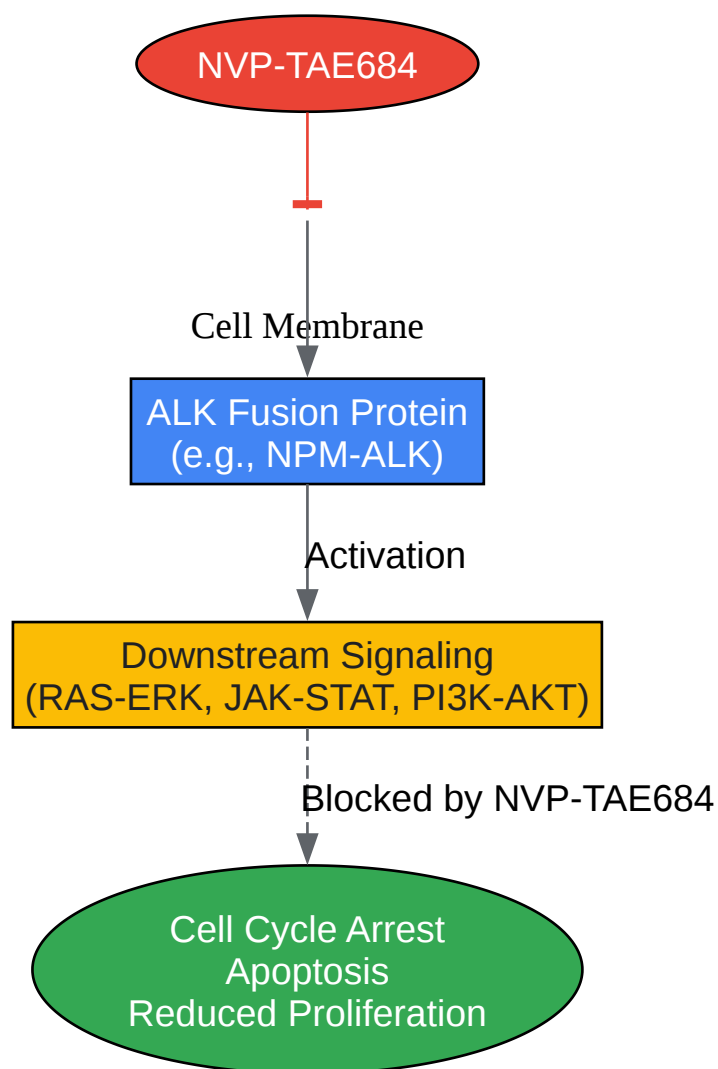 NVP-TAE684
Cell Membrane
ALK Fusion Protein
(e.g., NPM-ALK)
Activation
Downstream Signaling
(RAS-ERK, JAK-STAT, PI3K-AKT)
Blocked by NVP-TAE684
Cell Cycle Arrest
Apoptosis
Reduced Proliferation